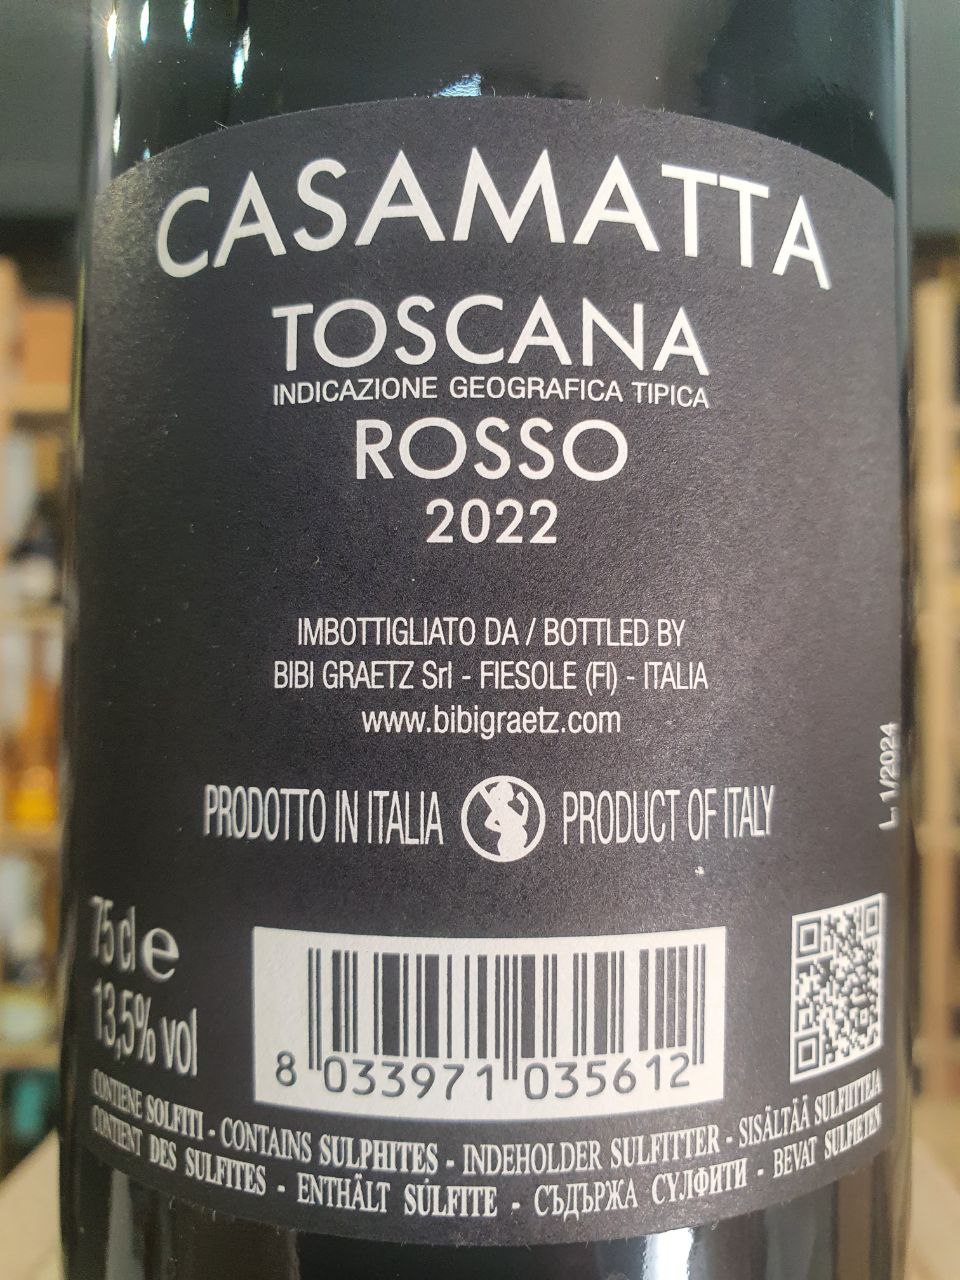 CASAMATTA
TOSCANA
INDICAZIONE GEOGRAFICA TIPICA
ROSSO
2022
IMBOTTIGLIATO DA / BOTTLED BY
BIBI GRAETZ Srl - FIESOLE (FI) - ITALIA
www.bibigraetz.com
L. 1/2024
PRODOTTO IN ITALIA PRODUCT OF ITALY
75 cl e
13,5% vol
8 033971 035612
CONTIENE SOLFITI - CONTAINS SULPHITES - INDEHOLDER SULFITTER - SISÄLTÄÄ SULFIITTEJA
CONTIENT DES SULFITES - ENTHÄLT SÚLFITE - СЪДЪРЖА СУЛФИТИ - BEVAT SULFIETEN